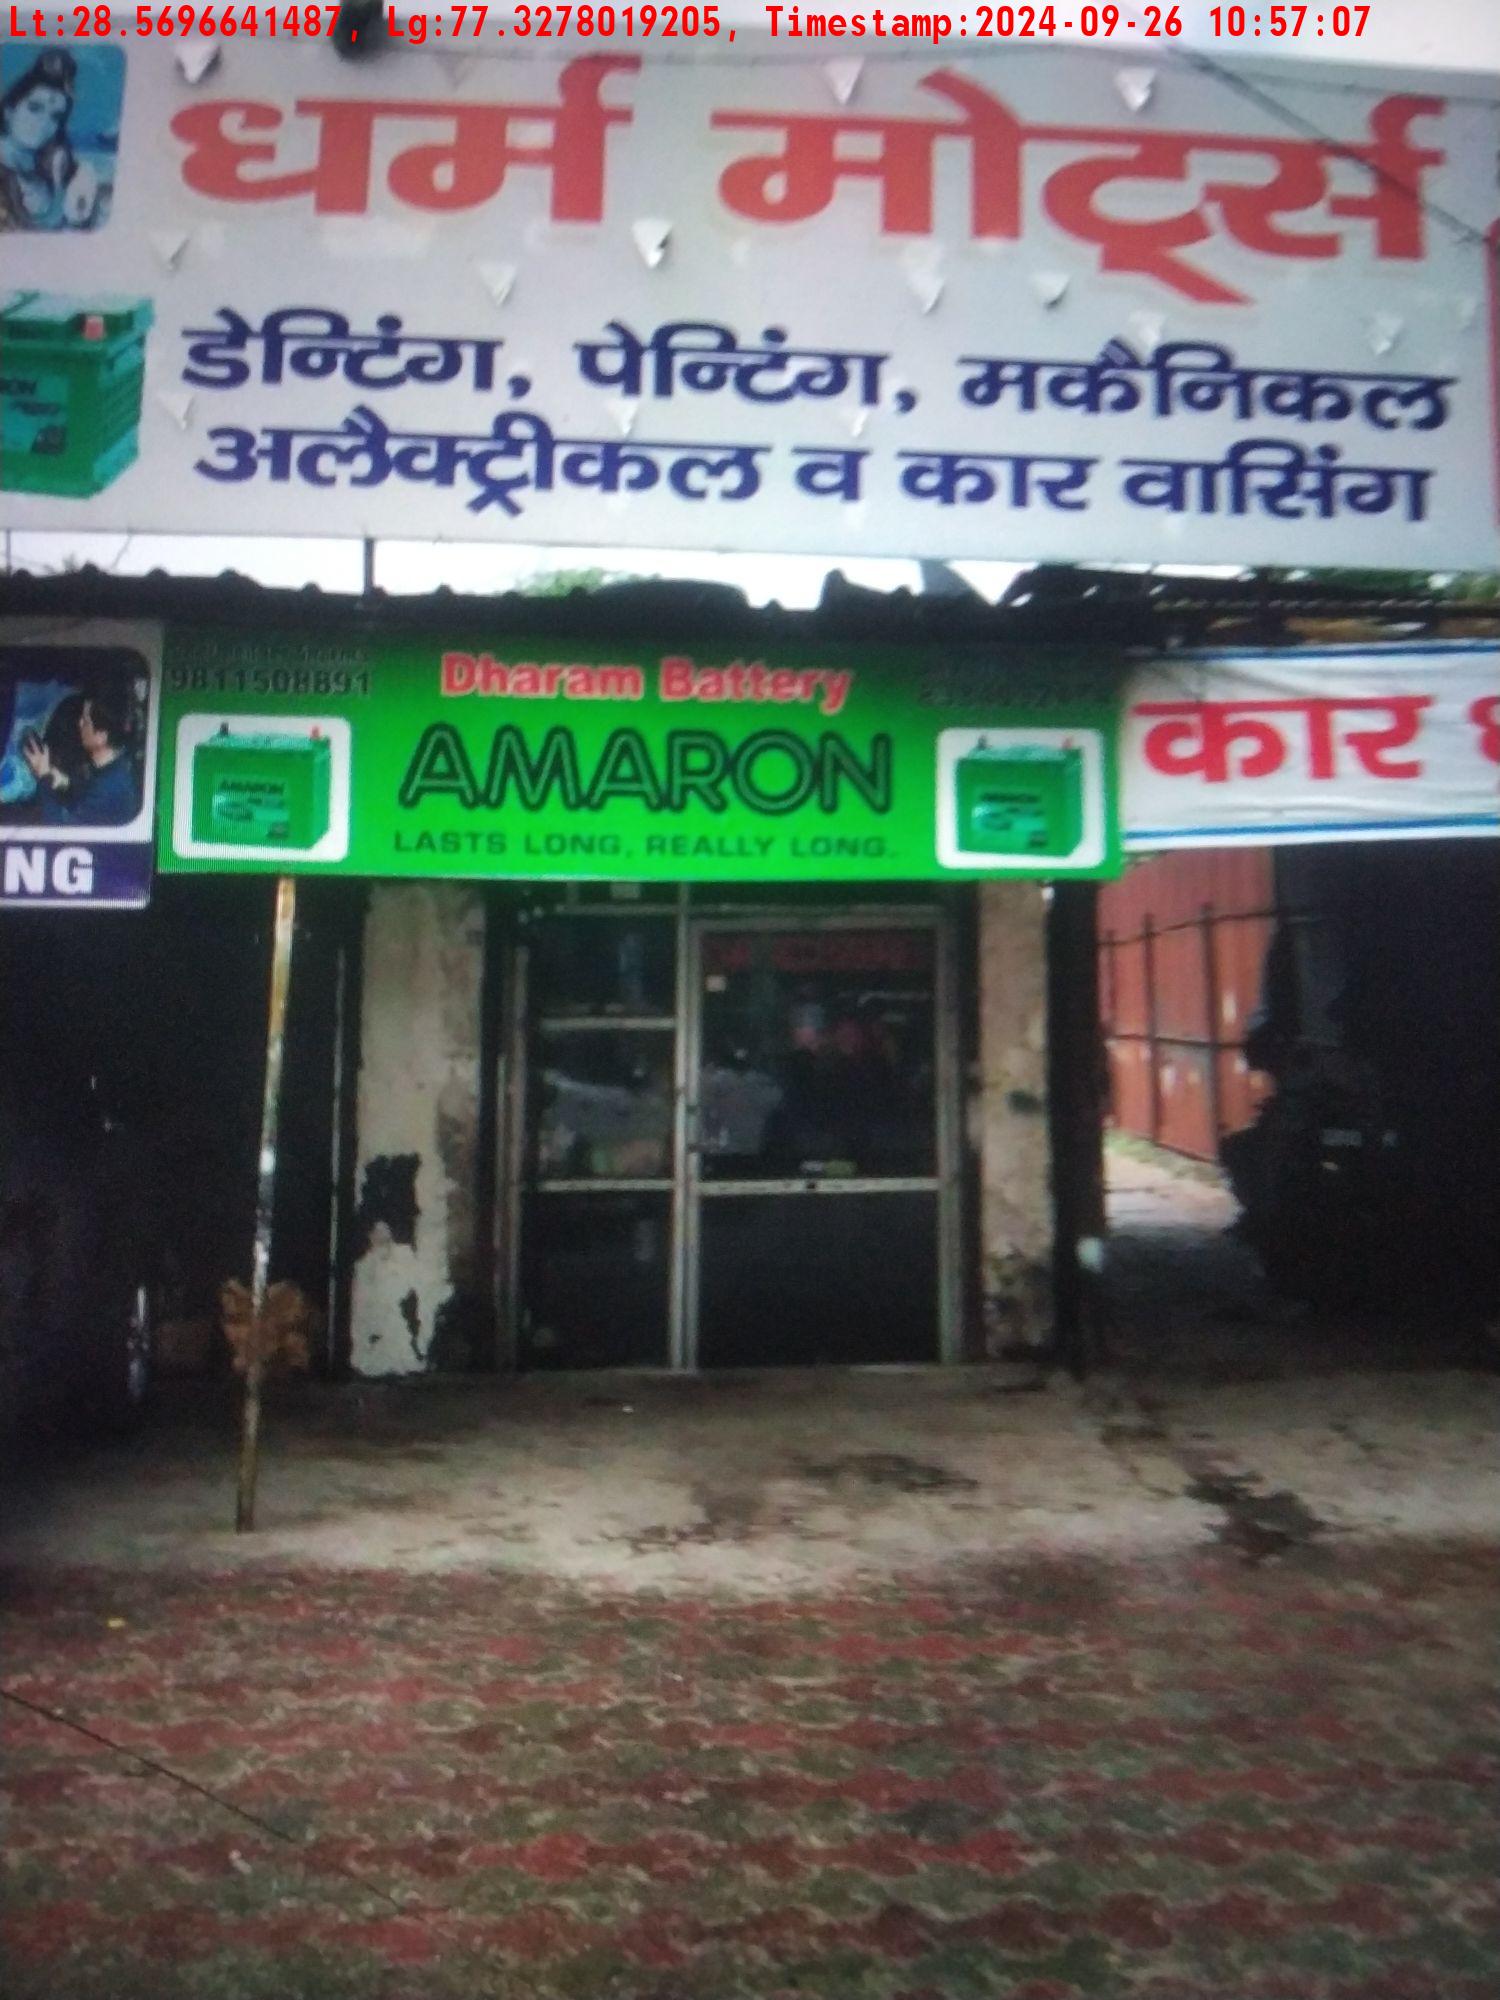 Lt:28.5696641487, Lg:77.3278019205, Timestamp:2024-09-26 10:57:07
धर्म मोटर्स
डेन्टिंग, पेन्टिंग, मकैनिकल
अलैक्ट्रीकल व कार वासिंग
9811508891
Dharam Battery
AMARON
LASTS LONG, REALLY LONG.
AMARON
कार
NG